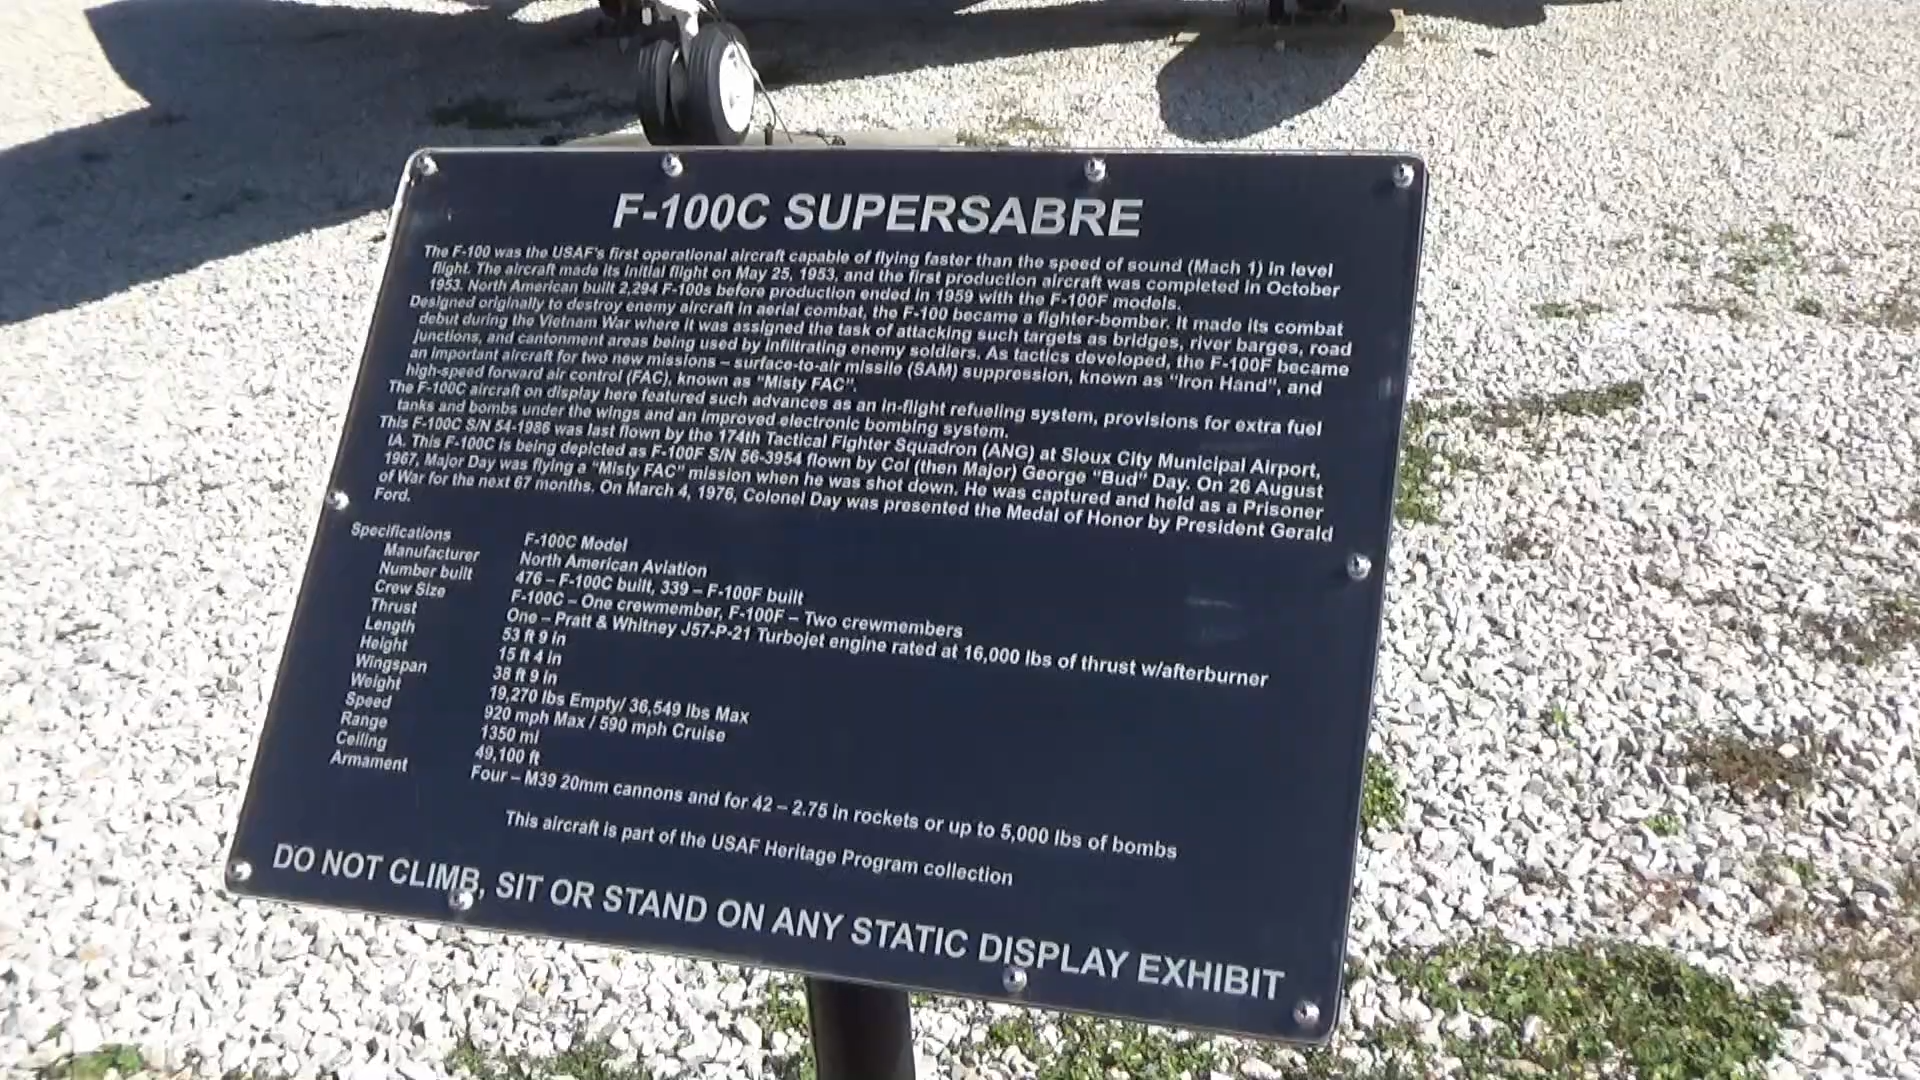 F-100C SUPERSABRE
The F-100 was the USAF's first operational aircraft capable of flying faster than the speed of sound (Mach 1) in level
flight. The aircraft made its initial flight on May 25, 1953, and the first production aircraft was completed in October
1953. North American built 2,294 F-100s before production ended in 1959 with the F-100F models.
Designed originally to destroy enemy aircraft in aerial combat, the F-100 became a fighter-bomber. It made its combat
debut during the Vietnam War where it was assigned the task of attacking such targets as bridges, river barges, road
junctions, and cantonment areas being used by infiltrating enemy soldiers. As tactics developed, the F-100F became
an important aircraft for two new missions – surface-to-air missile (SAM) suppression, known as "Iron Hand", and
high-speed forward air control (FAC), known as "Misty FAC".
The F-100C aircraft on display here featured such advances as an in-flight refueling system, provisions for extra fuel
tanks and bombs under the wings and an improved electronic bombing system.
This F-100C S/N 54-1986 was last flown by the 174th Tactical Fighter Squadron (ANG) at Sioux City Municipal Airport,
IA. This F-100C is being depicted as F-100F S/N 56-3954 flown by Col (then Major) George "Bud" Day. On 26 August
1967, Major Day was flying a "Misty FAC" mission when he was shot down. He was captured and held as a Prisoner
of War for the next 67 months. On March 4, 1976, Colonel Day was presented the Medal of Honor by President Gerald
Ford.
Specifications F-100C Model
Manufacturer North American Aviation
Number built 476 – F-100C built, 339 – F-100F built
Crew Size F-100C – One crewmember, F-100F – Two crewmembers
Thrust One – Pratt & Whitney J57-P-21 Turbojet engine rated at 16,000 lbs of thrust w/afterburner
Length 53 ft 9 in
Height 15 ft 4 in
Wingspan 38 ft 9 in
Weight 19,270 lbs Empty/ 36,549 lbs Max
Speed 920 mph Max / 590 mph Cruise
Range 1350 mi
Ceiling 49,100 ft
Armament Four – M39 20mm cannons and for 42 – 2.75 in rockets or up to 5,000 lbs of bombs
This aircraft is part of the USAF Heritage Program collection
DO NOT CLIMB, SIT OR STAND ON ANY STATIC DISPLAY EXHIBIT